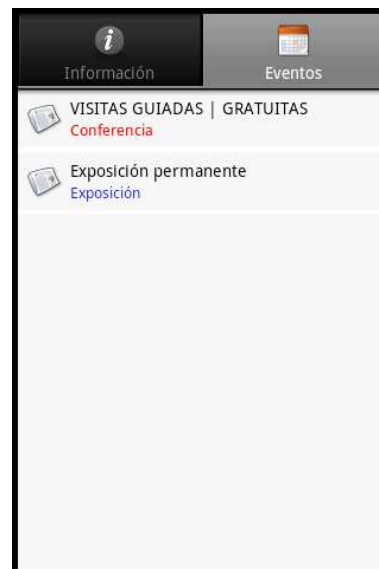 Información
Eventos
VISITAS GUIADAS | GRATUITAS
Conferencia
Exposición permanente
Exposición